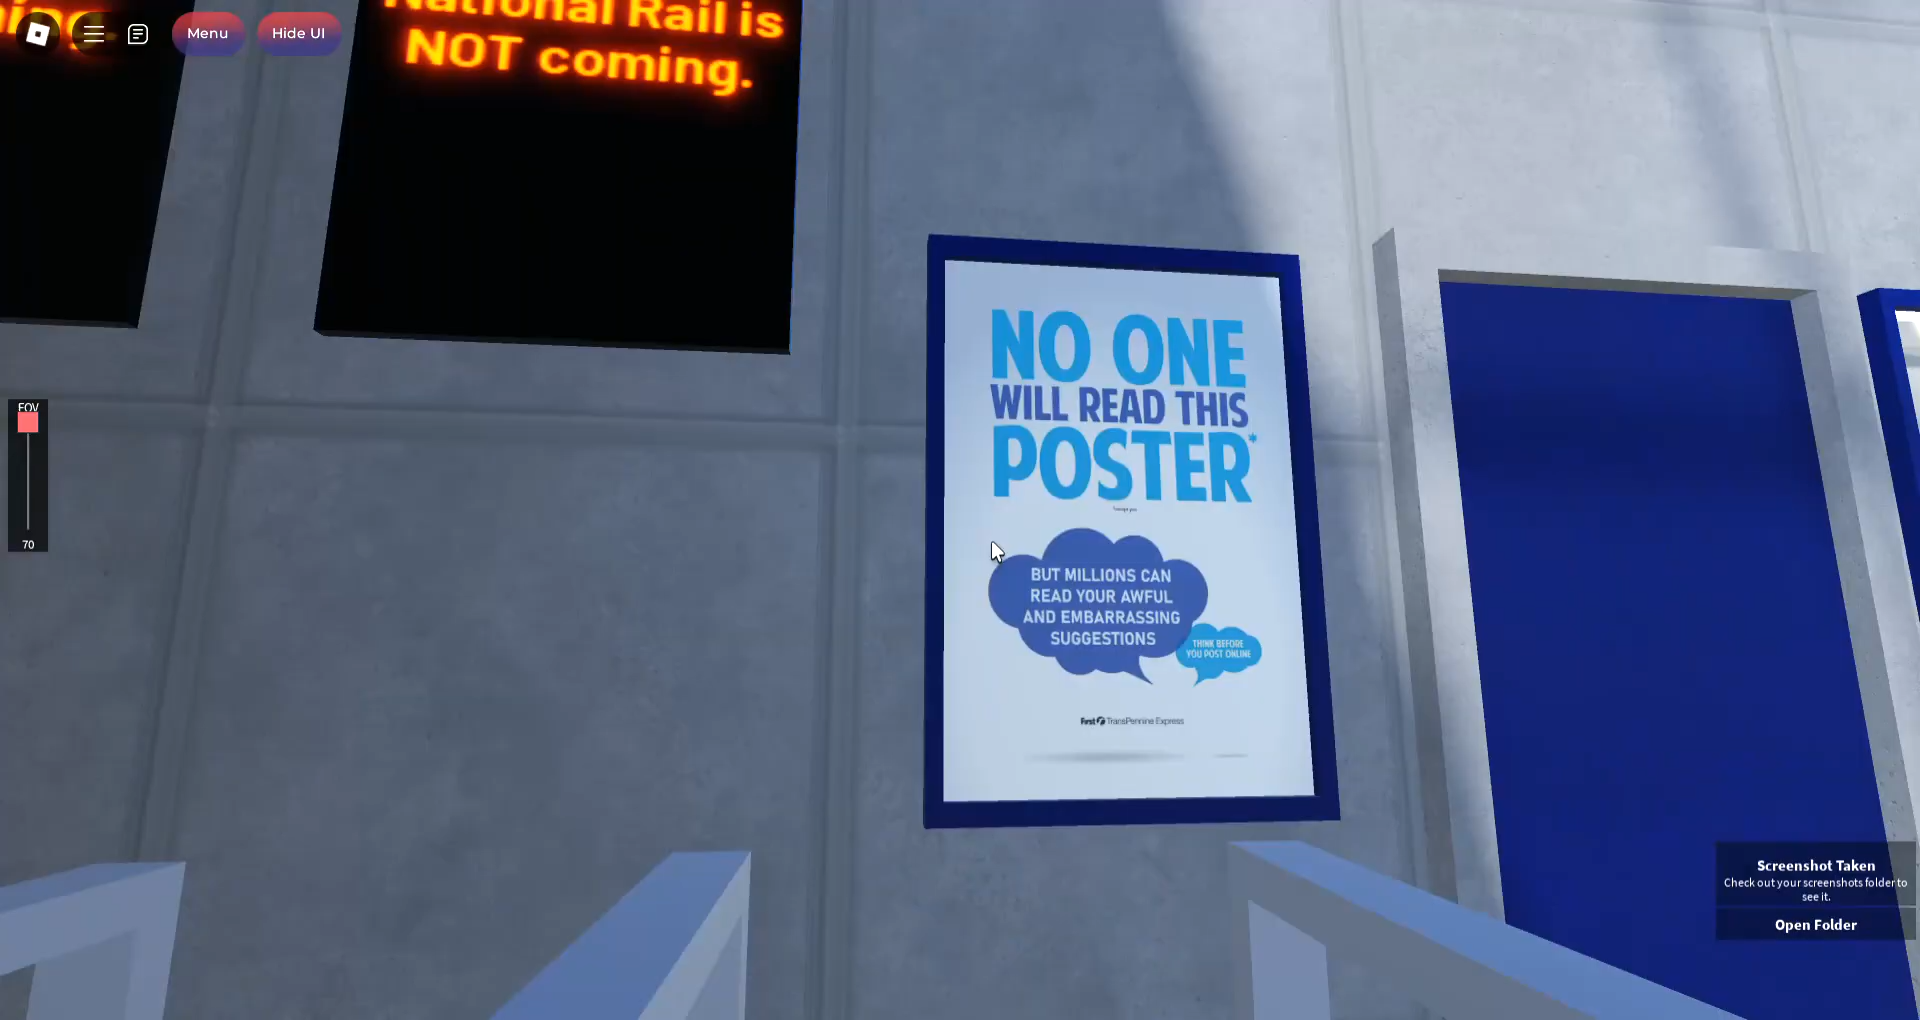 Menu
Hide UI
National Rail is
NOT coming.
FOV
70
NO ONE
WILL READ THIS
POSTER*
BUT MILLIONS CAN
READ YOUR AWFUL
AND EMBARRASSING
SUGGESTIONS
THINK BEFORE
YOU POST ONLINE
First TransPennine Express
Screenshot Taken
Check out your screenshots folder to
see it.
Open Folder